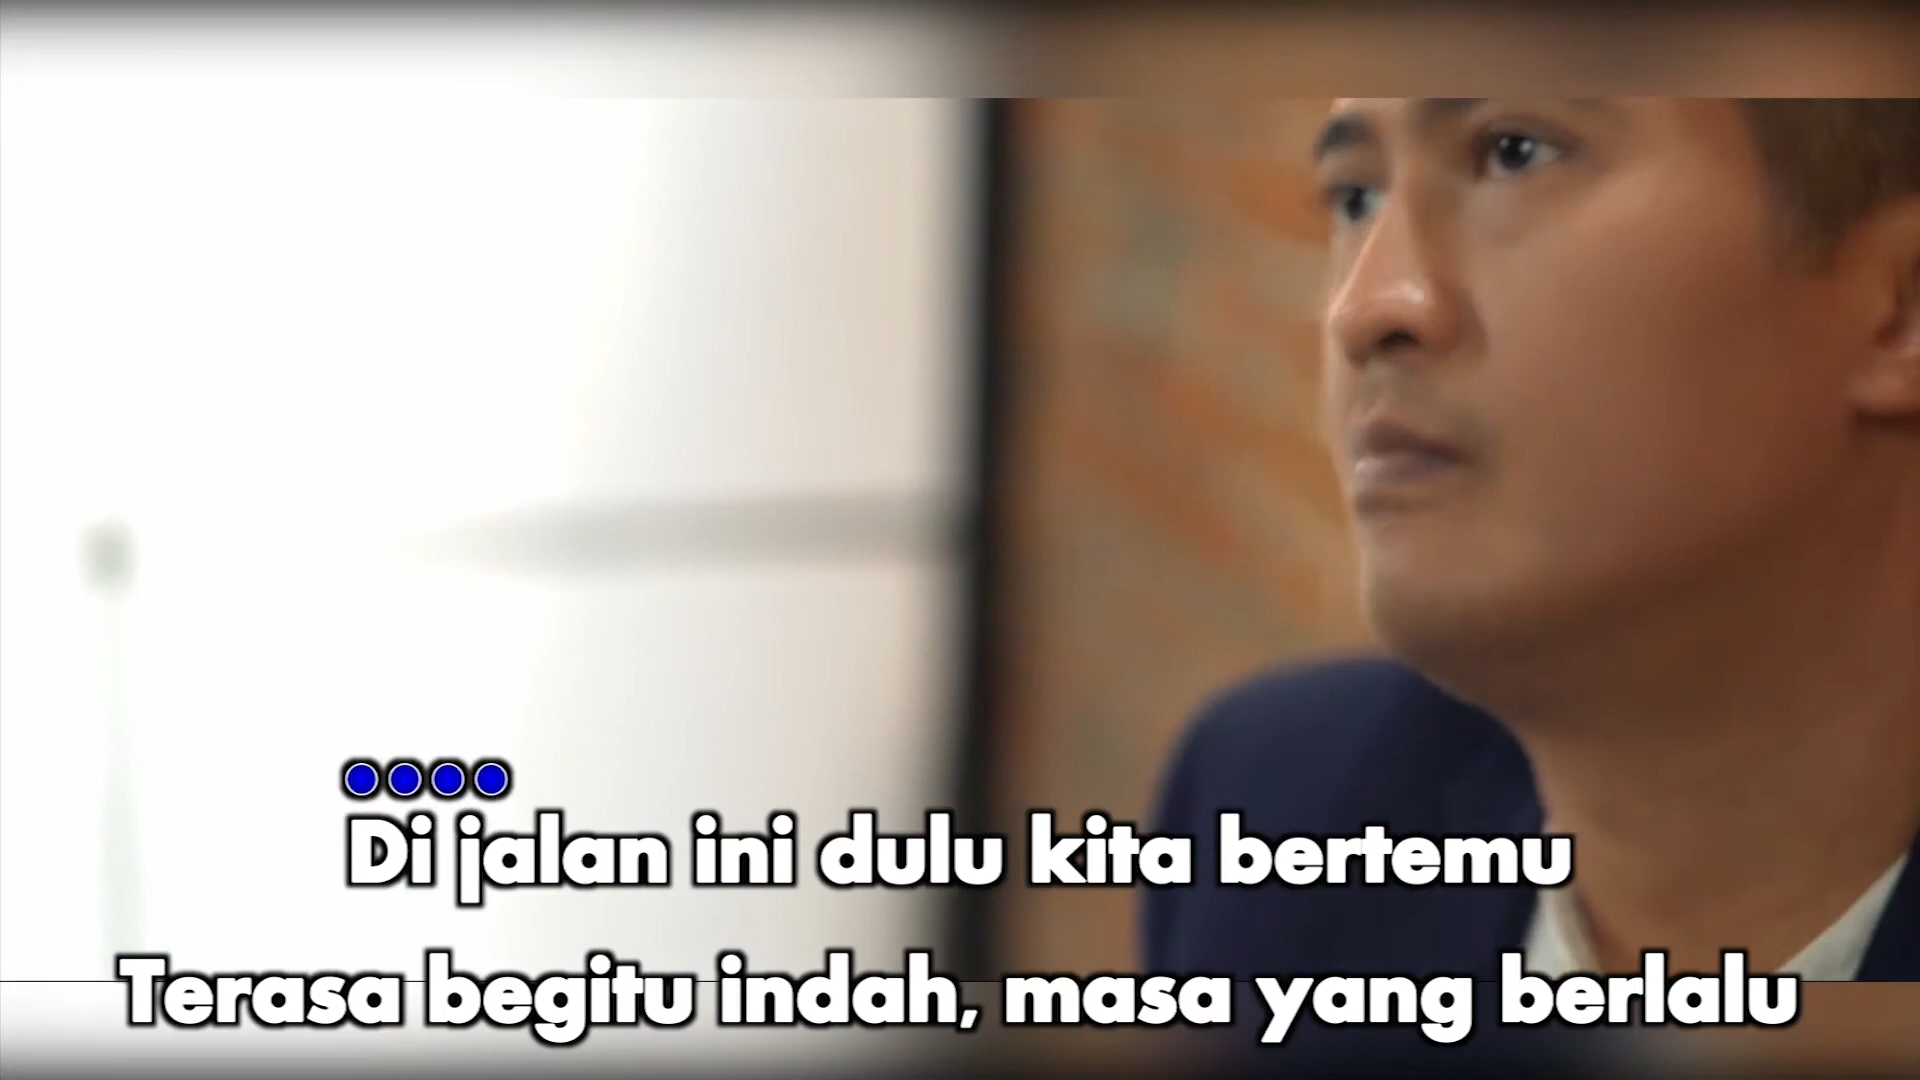 Di jalan ini dulu kita bertemu
Terasa begitu indah, masa yang berlalu